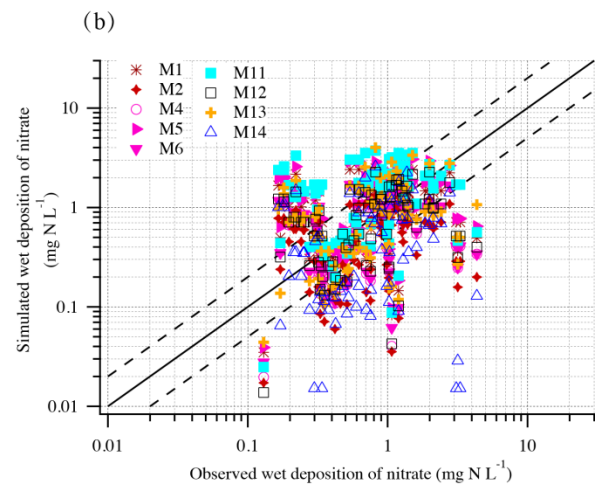 (b)
M1
M2
M4
M5
M6
M11
M12
M13
M14
10
1
0.1
0.01
Simulated wet deposition of nitrate
(mg N L⁻¹)
0.01
0.1
1
10
Observed wet deposition of nitrate (mg N L⁻¹)